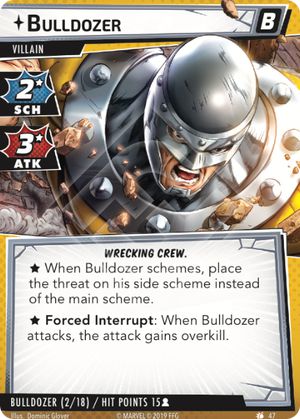 BULLDOZER
B
VILLAIN
2★
SCH
3★
ATK
WRECKING CREW.
★ When Bulldozer schemes, place
the threat on his side scheme instead
of the main scheme.
★ Forced Interrupt: When Bulldozer
attacks, the attack gains overkill.
BULLDOZER (2/18) / HIT POINTS 15
Illus. Dominic Glover © MARVEL © 2019 FFG 47